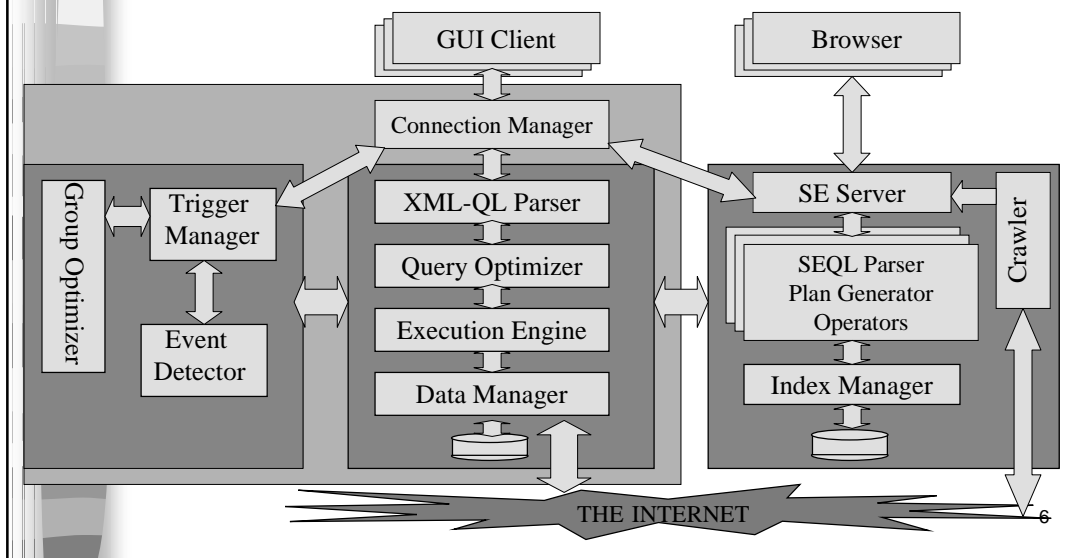 GUI Client
Browser
Connection Manager
Group Optimizer
Trigger
Manager
Event
Detector
XML-QL Parser
Query Optimizer
Execution Engine
Data Manager
SE Server
SEQL Parser
Plan Generator
Operators
Index Manager
Crawler
THE INTERNET
6